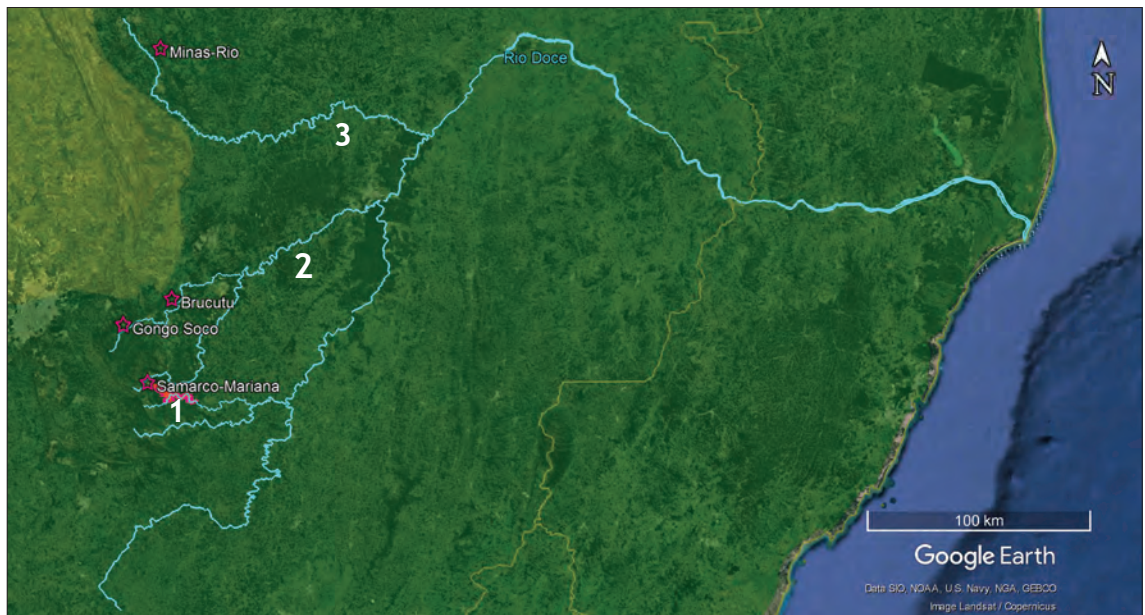 Minas-Rio
Rio Doce
N
3
2
Brucutu
Gongo Soco
Samarco-Mariana
1
100 km
Google Earth
Data SIO, NOAA, U.S. Navy, NGA, GEBCO
Image Landsat / Copernicus